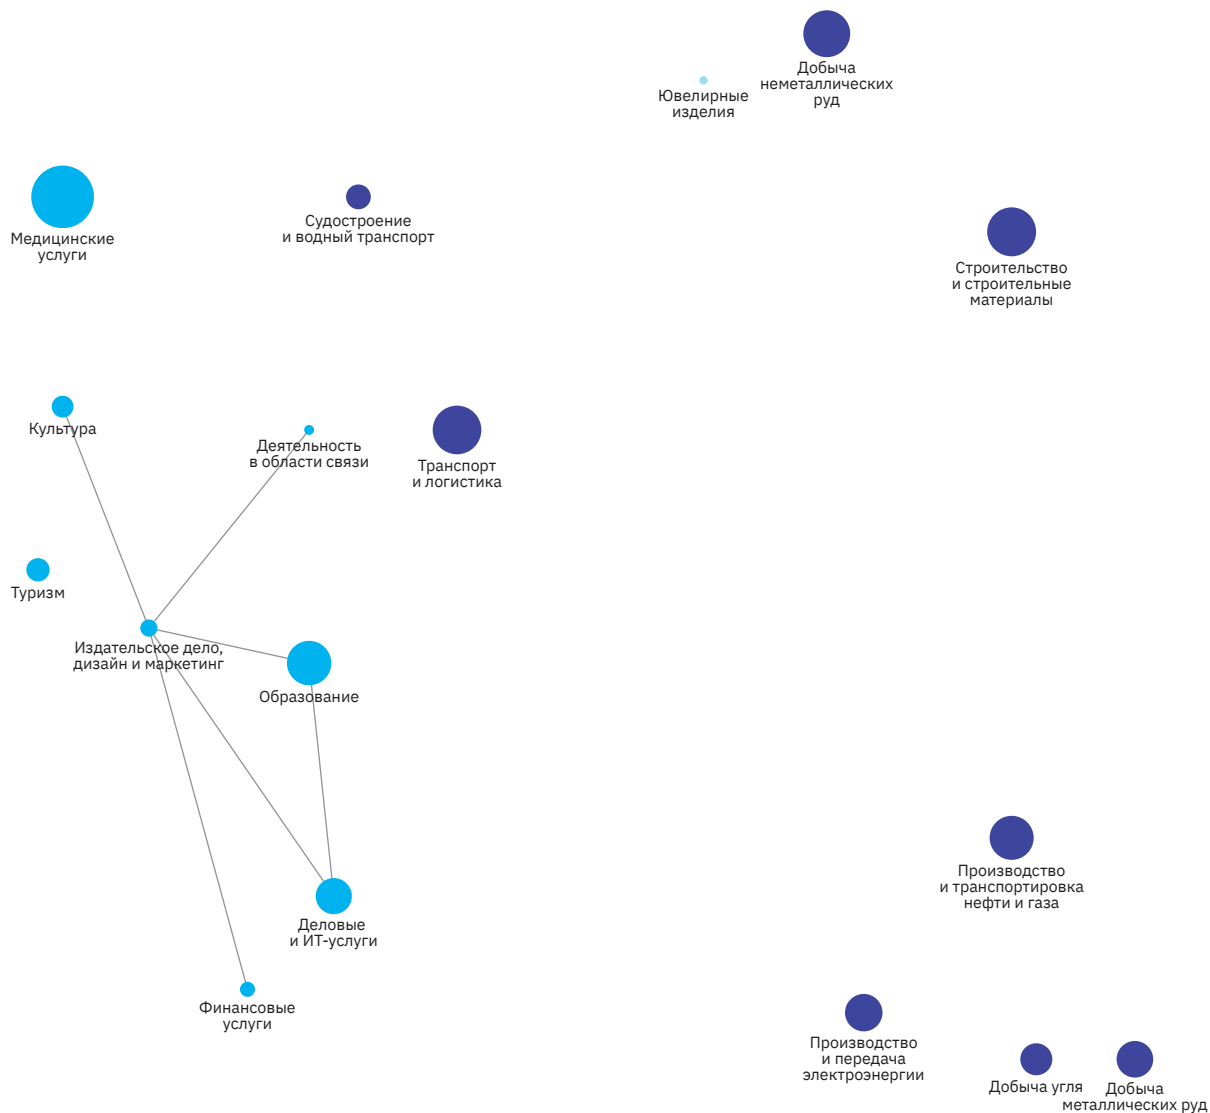 Добыча
неметаллических
руд
Ювелирные
изделия
Медицинские
услуги
Судостроение
и водный транспорт
Строительство
и строительные
материалы
Культура
Деятельность
в области связи
Транспорт
и логистика
Туризм
Издательское дело,
дизайн и маркетинг
Образование
Производство
и транспортировка
нефти и газа
Деловые
и ИТ-услуги
Финансовые
услуги
Производство
и передача
электроэнергии
Добыча угля
Добыча
металлических руд